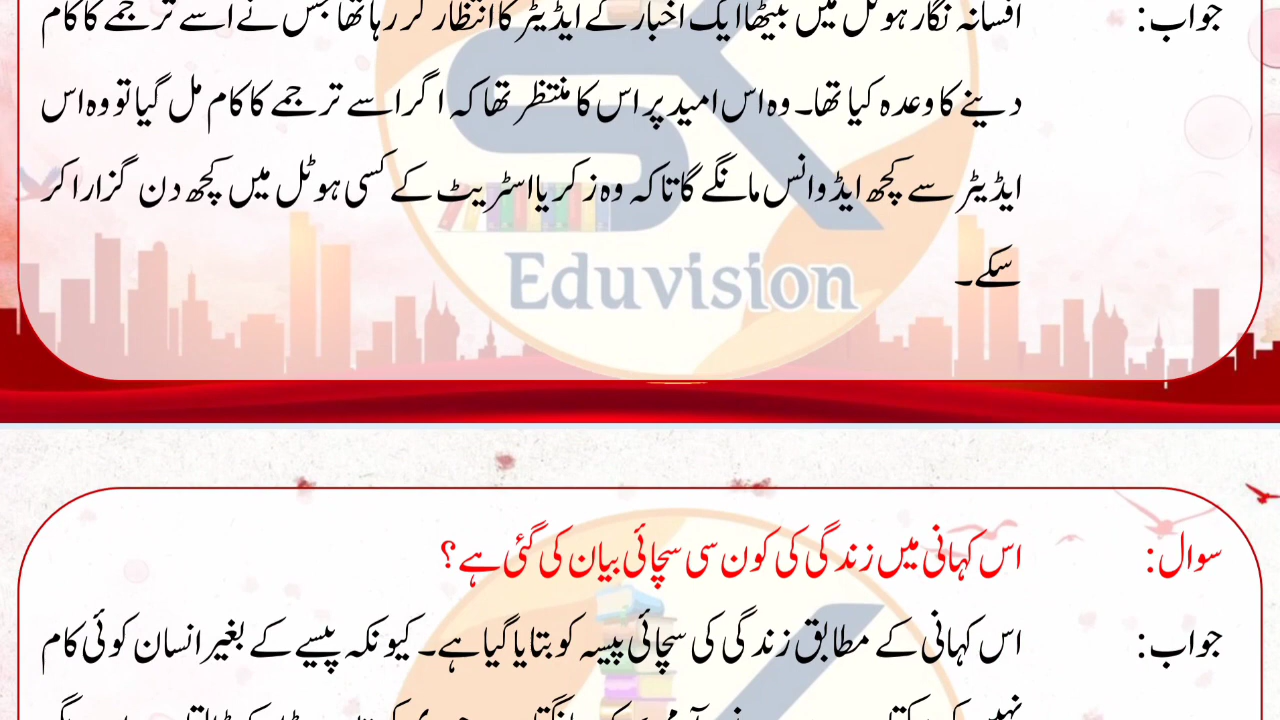 جواب: افسانہ نگار ہوٹل میں بیٹھا ایک اخبار کے ایڈیٹر کا انتظار کر رہا تھا جس نے اسے ترجمے کا کام
دینے کا وعدہ کیا تھا۔ وہ اس امید پر اس کا منتظر تھا کہ اگر اسے ترجمے کا کام مل گیا تو وہ اس
ایڈیٹر سے کچھ ایڈوانس مانگے گا تاکہ وہ زکریا اسٹریٹ کے کسی ہوٹل میں کچھ دن گزارا کر
سکے۔
SK
Eduvision
سوال: اس کہانی میں زندگی کی کون سی سچائی بیان کی گئی ہے؟
جواب: اس کہانی کے مطابق زندگی کی سچائی پیسہ کو بتایا گیا ہے۔ کیونکہ پیسے کے بغیر انسان کوئی کام